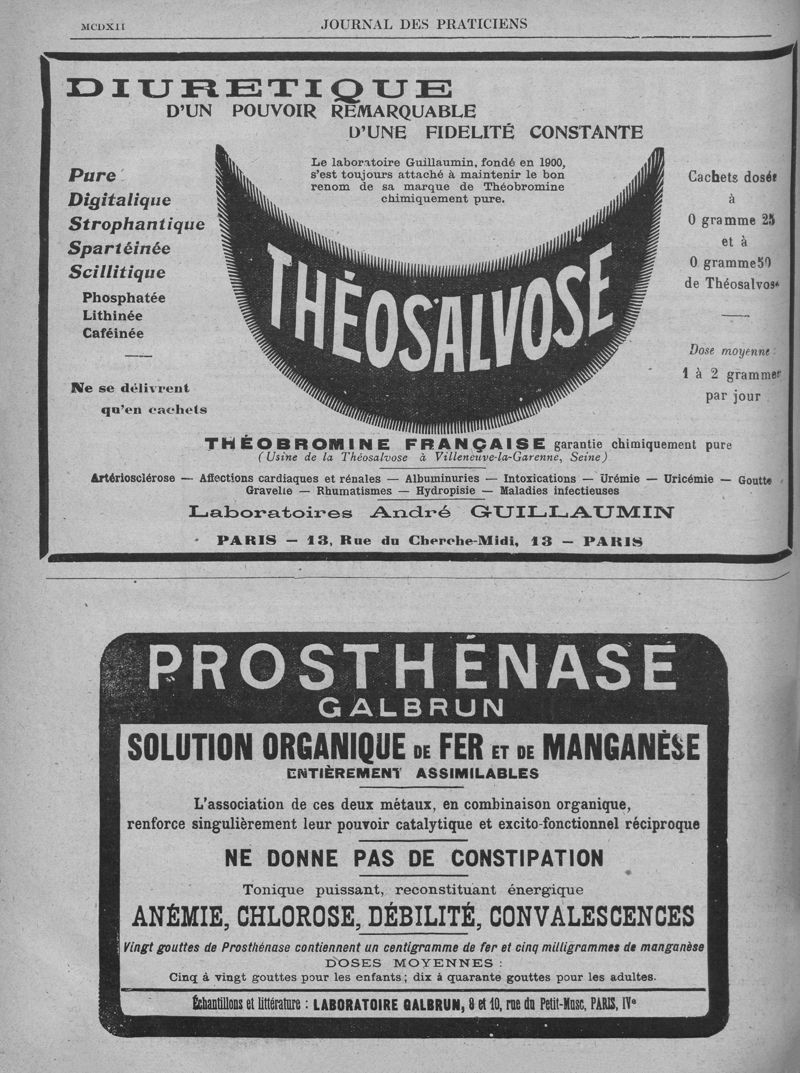 MCDXII
JOURNAL DES PRATICIENS
DIURETIQUE
D'UN POUVOIR REMARQUABLE
D'UNE FIDELITÉ CONSTANTE
Le laboratoire Guillaumin, fondé en 1900,
s'est toujours attaché à maintenir le bon
renom de sa marque de Théobromine
chimiquement pure.
Pure
Digitalique
Strophantique
Spartéinée
Scillitique
Phosphatée
Lithinée
Caféinée
Ne se délivrent
qu'en cachets
THÉOSALVOSE
Cachets dosés
à
0 gramme 25
et à
0 gramme 50
de Théosalvose
Dose moyenne :
1 à 2 grammes
par jour
THÉOBROMINE FRANÇAISE garantie chimiquement pure
(Usine de la Théosalvose à Villeneuve-la-Garenne, Seine)
Artériosclérose — Affections cardiaques et rénales — Albuminuries — Intoxications — Urémie — Uricémie — Goutte
Gravelle — Rhumatismes — Hydropisie — Maladies infectieuses
Laboratoires André GUILLAUMIN
PARIS — 13, Rue du Cherche-Midi, 13 — PARIS
PROSTHÉNASE
GALBRUN
SOLUTION ORGANIQUE DE FER ET DE MANGANÈSE
ENTIÈREMENT ASSIMILABLES
L'association de ces deux métaux, en combinaison organique,
renforce singulièrement leur pouvoir catalytique et excito-fonctionnel réciproque
NE DONNE PAS DE CONSTIPATION
Tonique puissant, reconstituant énergique
ANÉMIE, CHLOROSE, DÉBILITÉ, CONVALESCENCES
Vingt gouttes de Prosthénase contiennent un centigramme de fer et cinq milligrammes de manganèse
DOSES MOYENNES :
Cinq à vingt gouttes pour les enfants ; dix à quarante gouttes pour les adultes.
Échantillons et littérature : LABORATOIRE GALBRUN, 8 et 10, rue du Petit-Musc, PARIS, IVe